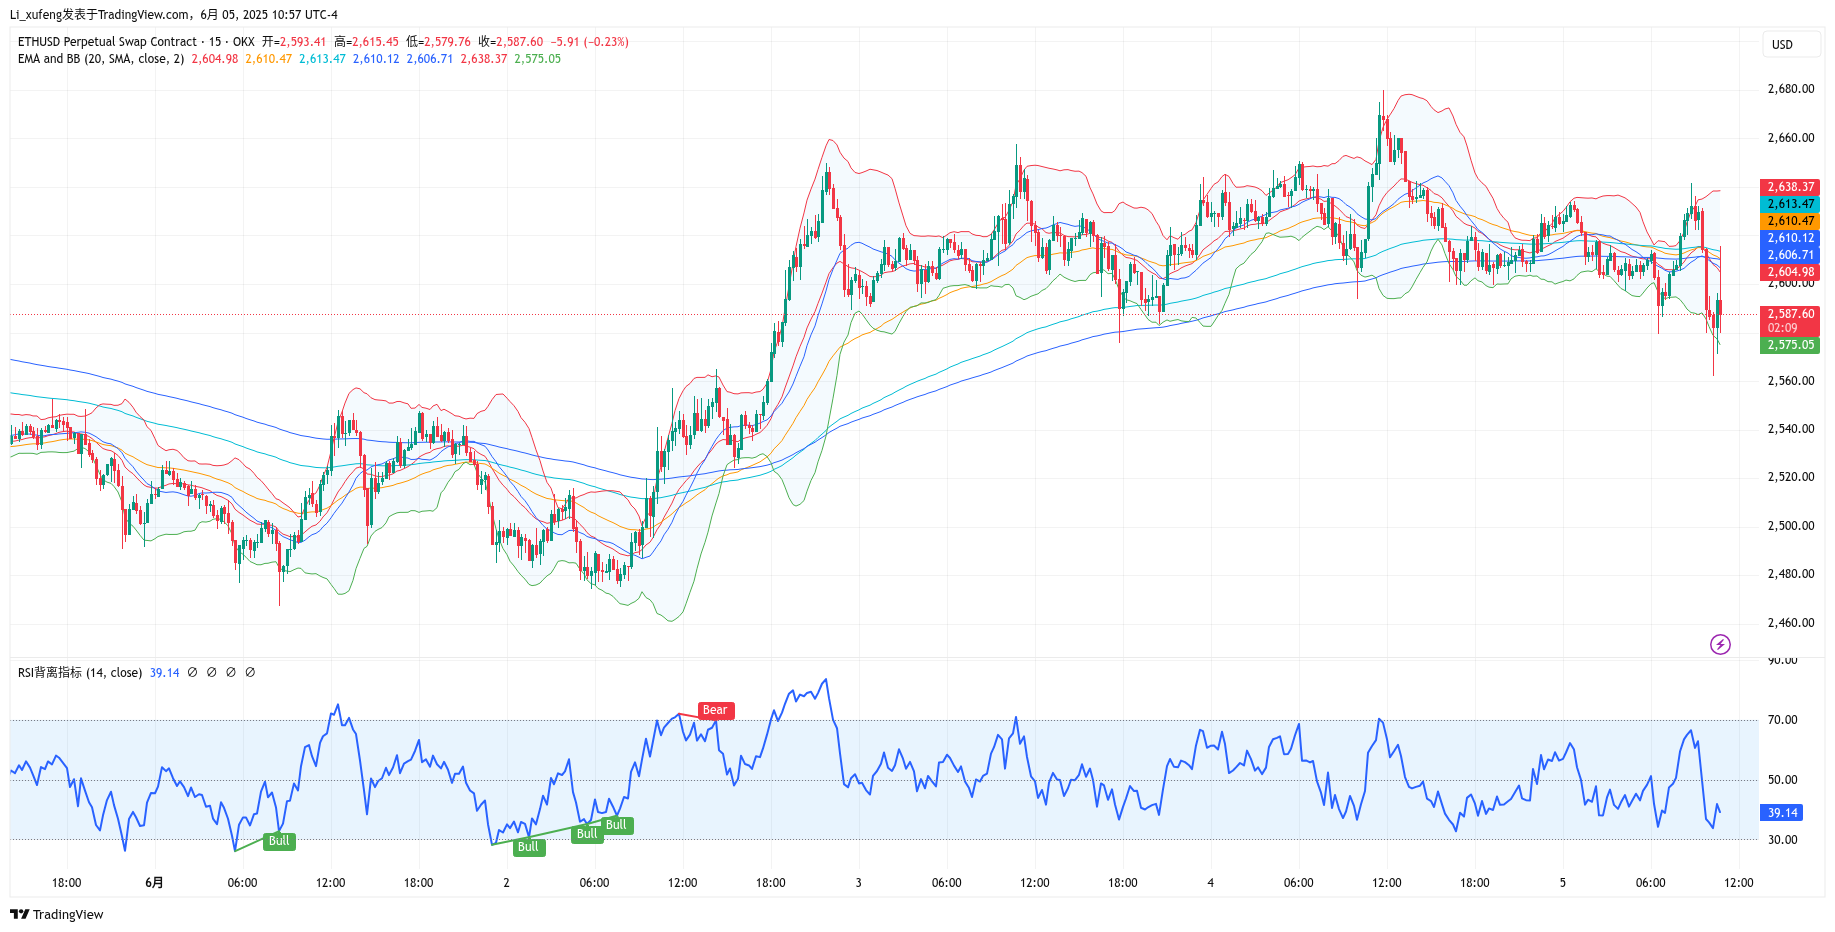 Li_xufeng发表于TradingView.com，6月 05, 2025 10:57 UTC-4
ETHUSD Perpetual Swap Contract · 15 · OKX 开=2,593.41 高=2,615.45 低=2,579.76 收=2,587.60 −5.91 (−0.23%)
USD
EMA and BB (20, SMA, close, 2) 2,604.98 2,610.47 2,613.47 2,610.12 2,606.71 2,638.37 2,575.05
2,680.00
2,660.00
2,638.37
2,613.47
2,610.47
2,610.12
2,606.71
2,604.98
2,600.00
2,587.60
02:09
2,575.05
2,560.00
2,540.00
2,520.00
2,500.00
2,480.00
2,460.00
90.00
RSI背离指标 (14, close) 39.14 ∅ ∅ ∅ ∅
Bear
70.00
50.00
39.14
Bull
Bull
Bull
Bull
30.00
18:00 6月 06:00 12:00 18:00 2 06:00 12:00 18:00 3 06:00 12:00 18:00 4 06:00 12:00 18:00 5 06:00 12:00
TradingView